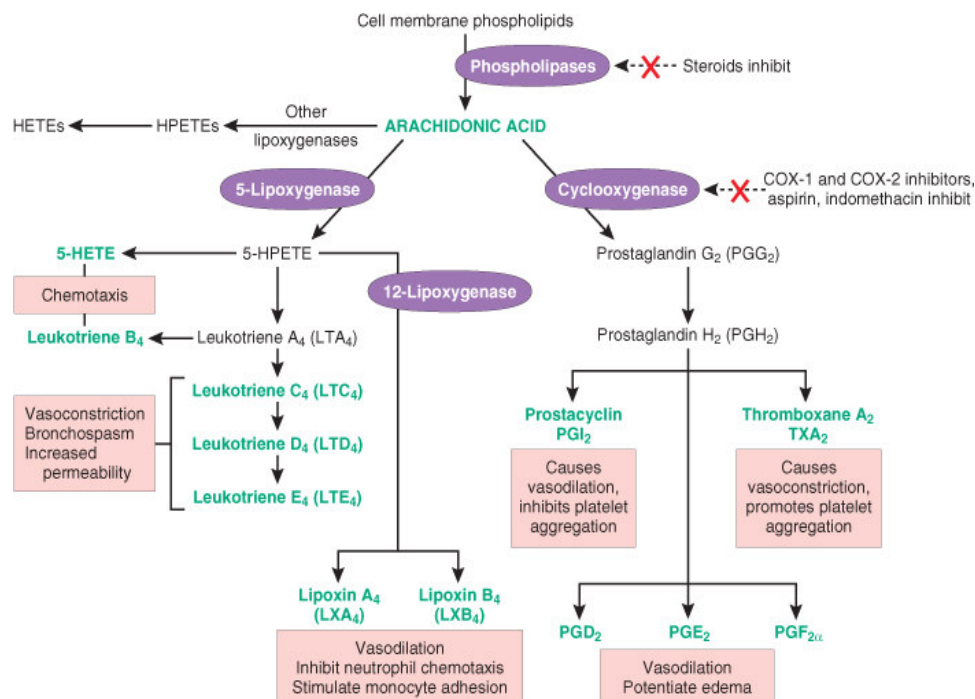 Cell membrane phospholipids
Phospholipases
Steroids inhibit
HETEs
HPETEs
Other
lipoxygenases
ARACHIDONIC ACID
5-Lipoxygenase
Cyclooxygenase
COX-1 and COX-2 inhibitors,
aspirin, indomethacin inhibit
5-HETE
5-HPETE
Prostaglandin G₂ (PGG₂)
Chemotaxis
12-Lipoxygenase
Leukotriene B₄
Leukotriene A₄ (LTA₄)
Prostaglandin H₂ (PGH₂)
Leukotriene C₄ (LTC₄)
Vasoconstriction
Bronchospasm
Increased
permeability
Leukotriene D₄ (LTD₄)
Leukotriene E₄ (LTE₄)
Prostacyclin
PGI₂
Thromboxane A₂
TXA₂
Causes
vasodilation,
inhibits platelet
aggregation
Causes
vasoconstriction,
promotes platelet
aggregation
Lipoxin A₄
(LXA₄)
Lipoxin B₄
(LXB₄)
Vasodilation
Inhibit neutrophil chemotaxis
Stimulate monocyte adhesion
PGD₂
PGE₂
PGF₂α
Vasodilation
Potentiate edema